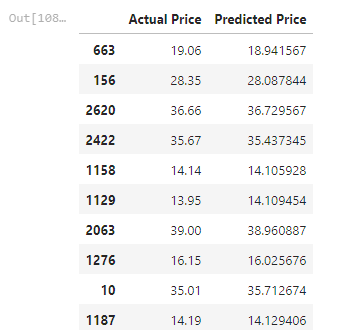 Out[108…
Actual Price Predicted Price
663 19.06 18.941567
156 28.35 28.087844
2620 36.66 36.729567
2422 35.67 35.437345
1158 14.14 14.105928
1129 13.95 14.109454
2063 39.00 38.960887
1276 16.15 16.025676
10 35.01 35.712674
1187 14.19 14.129406